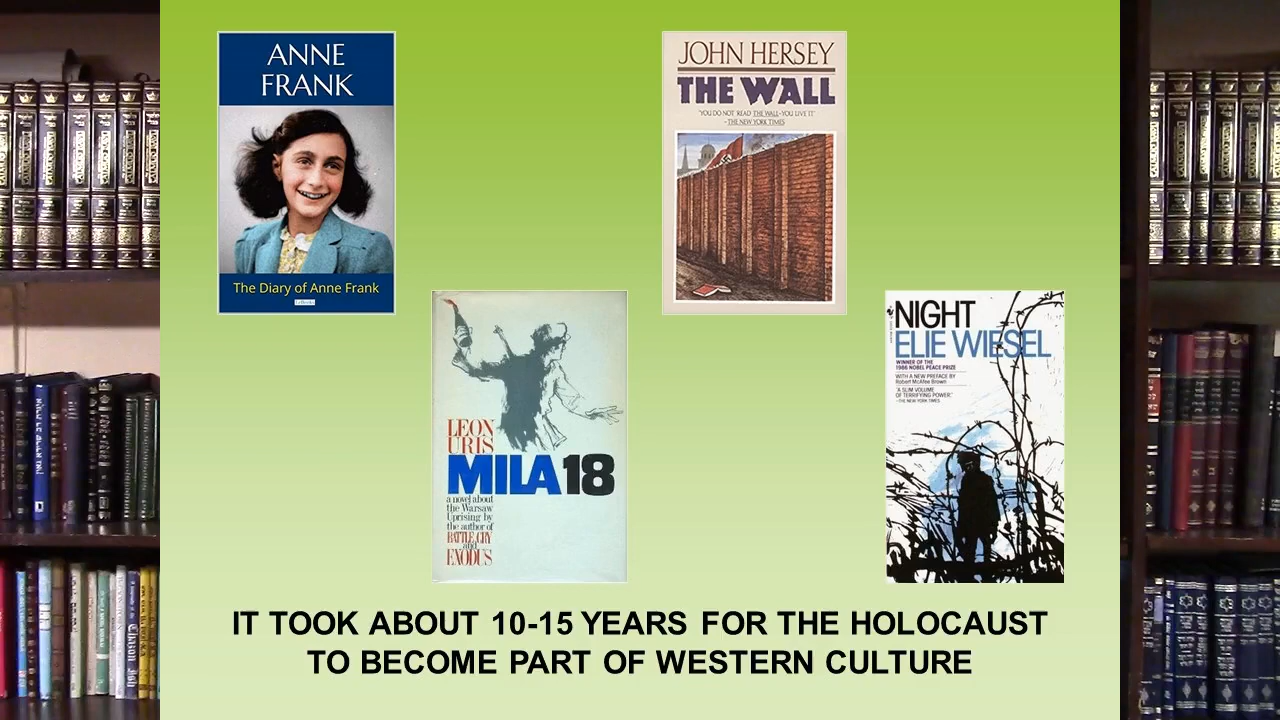 ANNE
FRANK
The Diary of Anne Frank
JOHN HERSEY
THE WALL
"YOU DO NOT READ THE WALL-YOU LIVE IT"
-THE NEW YORK TIMES
LEON
URIS
MILA 18
a novel about
the Warsaw
Uprising by
the author of
BATTLE CRY
and
EXODUS
NIGHT
ELIE WIESEL
WINNER OF THE
1986 NOBEL PEACE PRIZE
WITH A NEW PREFACE BY
Robert McAfee Brown
"A SLIM VOLUME
OF TERRIFYING POWER"
-THE NEW YORK TIMES
IT TOOK ABOUT 10-15 YEARS FOR THE HOLOCAUST
TO BECOME PART OF WESTERN CULTURE